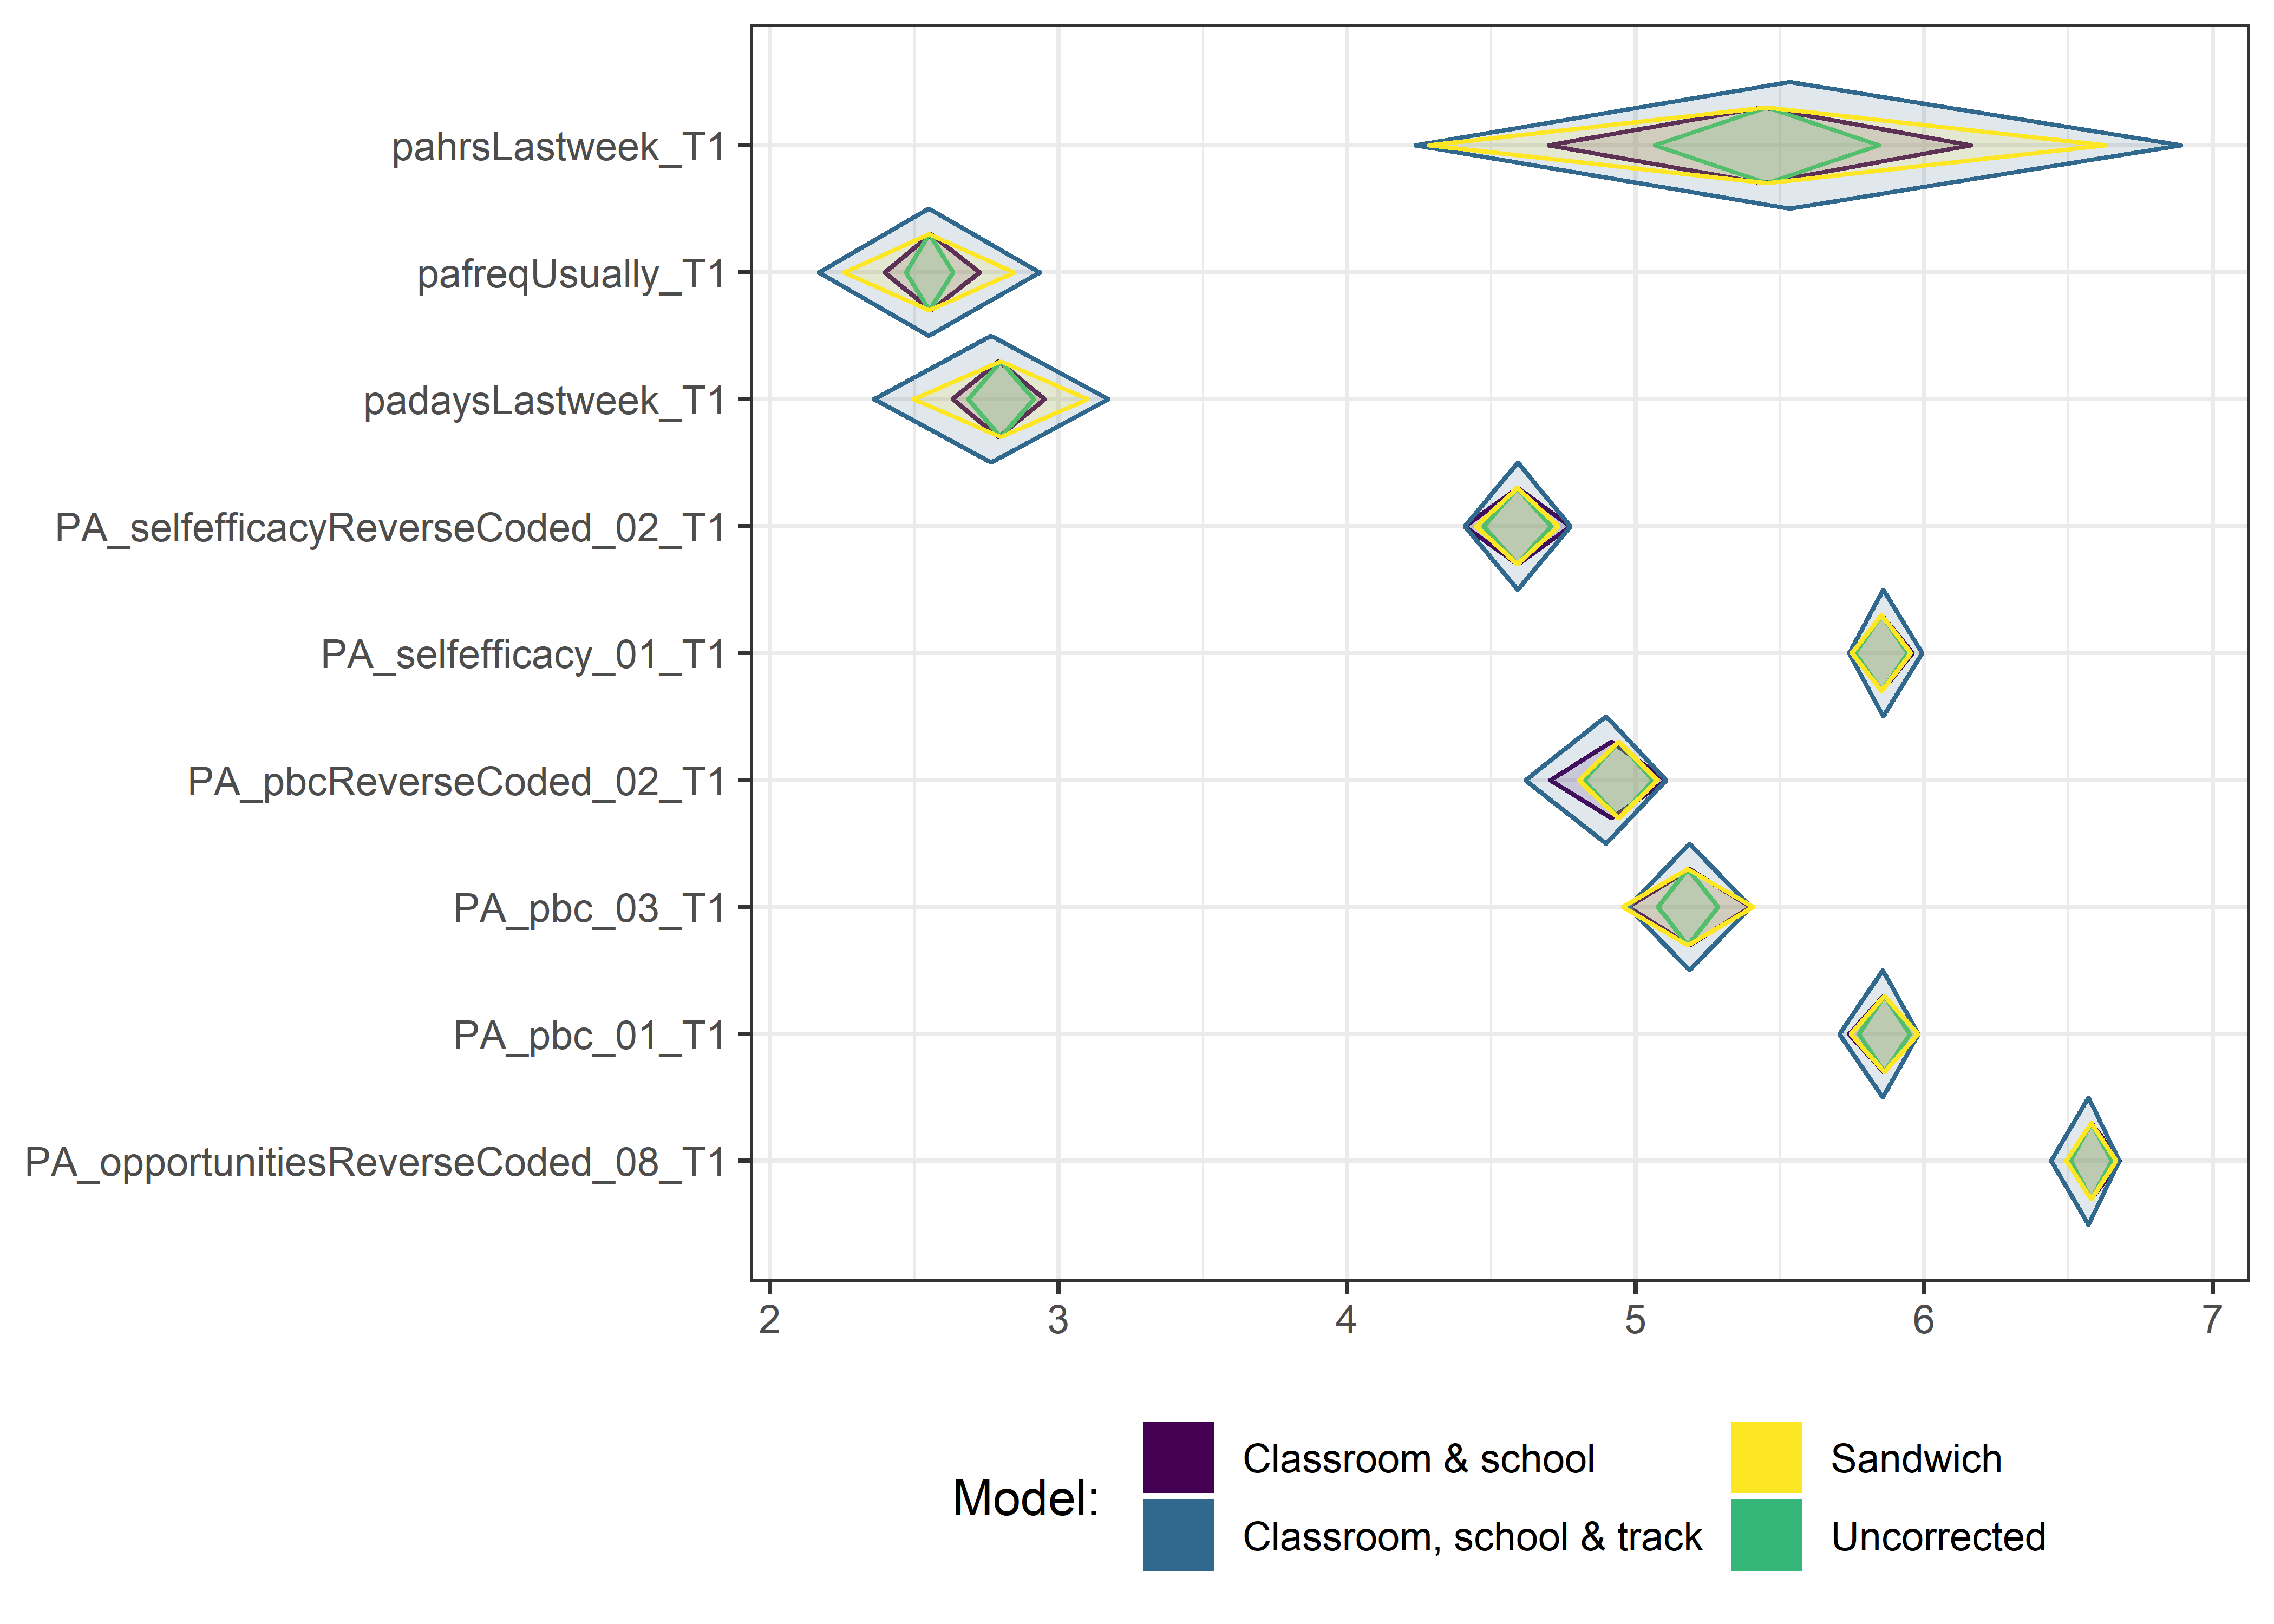 pahrsLastweek_T1
pafreqUsually_T1
padaysLastweek_T1
PA_selfefficacyReverseCoded_02_T1
PA_selfefficacy_01_T1
PA_pbcReverseCoded_02_T1
PA_pbc_03_T1
PA_pbc_01_T1
PA_opportunitiesReverseCoded_08_T1
2 3 4 5 6 7
Model:
Classroom & school
Classroom, school & track
Sandwich
Uncorrected